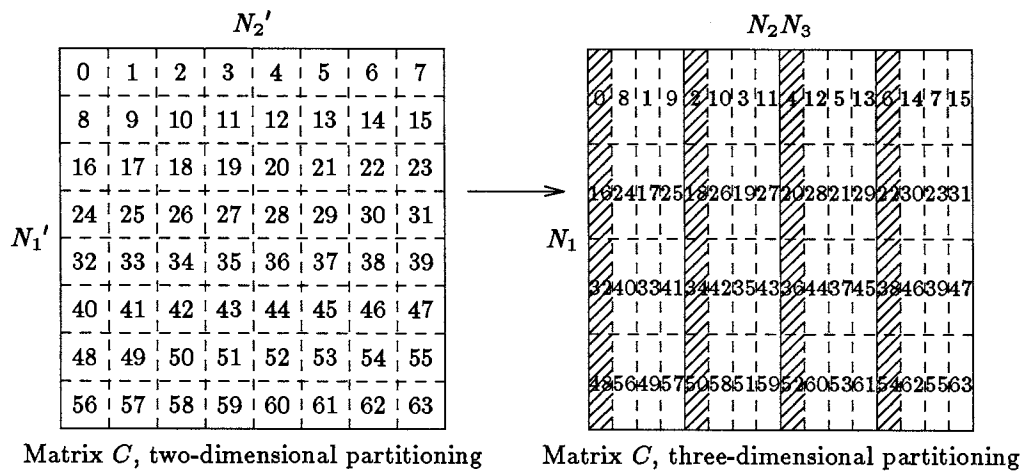 N₂′ N₂N₃
0 1 2 3 4 5 6 7
8 9 10 11 12 13 14 15
16 17 18 19 20 21 22 23
24 25 26 27 28 29 30 31
N₁′
32 33 34 35 36 37 38 39
40 41 42 43 44 45 46 47
48 49 50 51 52 53 54 55
56 57 58 59 60 61 62 63
Matrix C, two-dimensional partitioning
0 8 1 9 2 10 3 11 4 12 5 13 6 14 7 15
16 24 17 25 18 26 19 27 20 28 21 29 22 30 23 31
N₁
32 40 33 41 34 42 35 43 36 44 37 45 38 46 39 47
48 56 49 57 50 58 51 59 52 60 53 61 54 62 55 63
Matrix C, three-dimensional partitioning